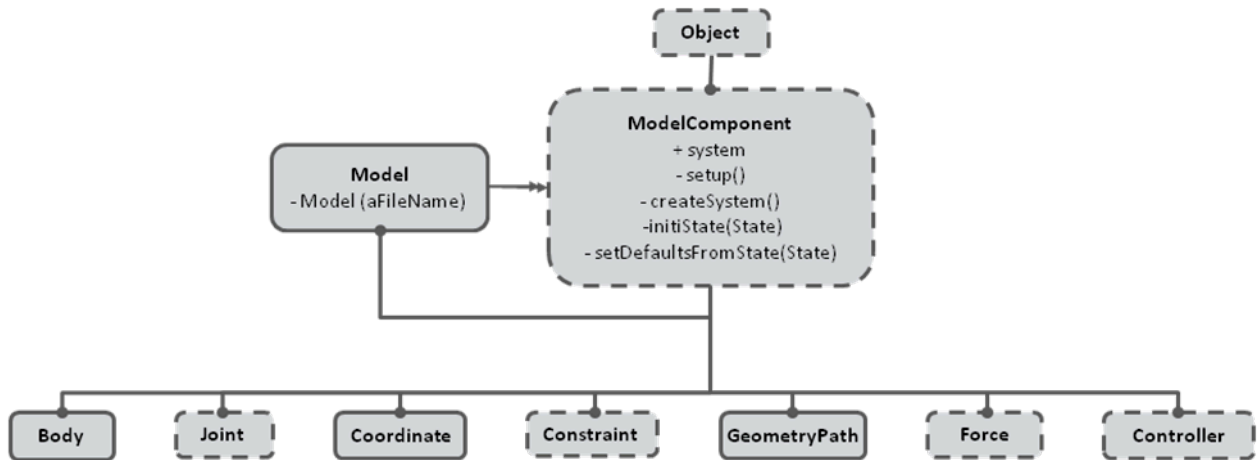 Object
ModelComponent
+ system
- setup()
- createSystem()
-initiState(State)
- setDefaultsFromState(State)
Model
- Model (aFileName)
Body
Joint
Coordinate
Constraint
GeometryPath
Force
Controller